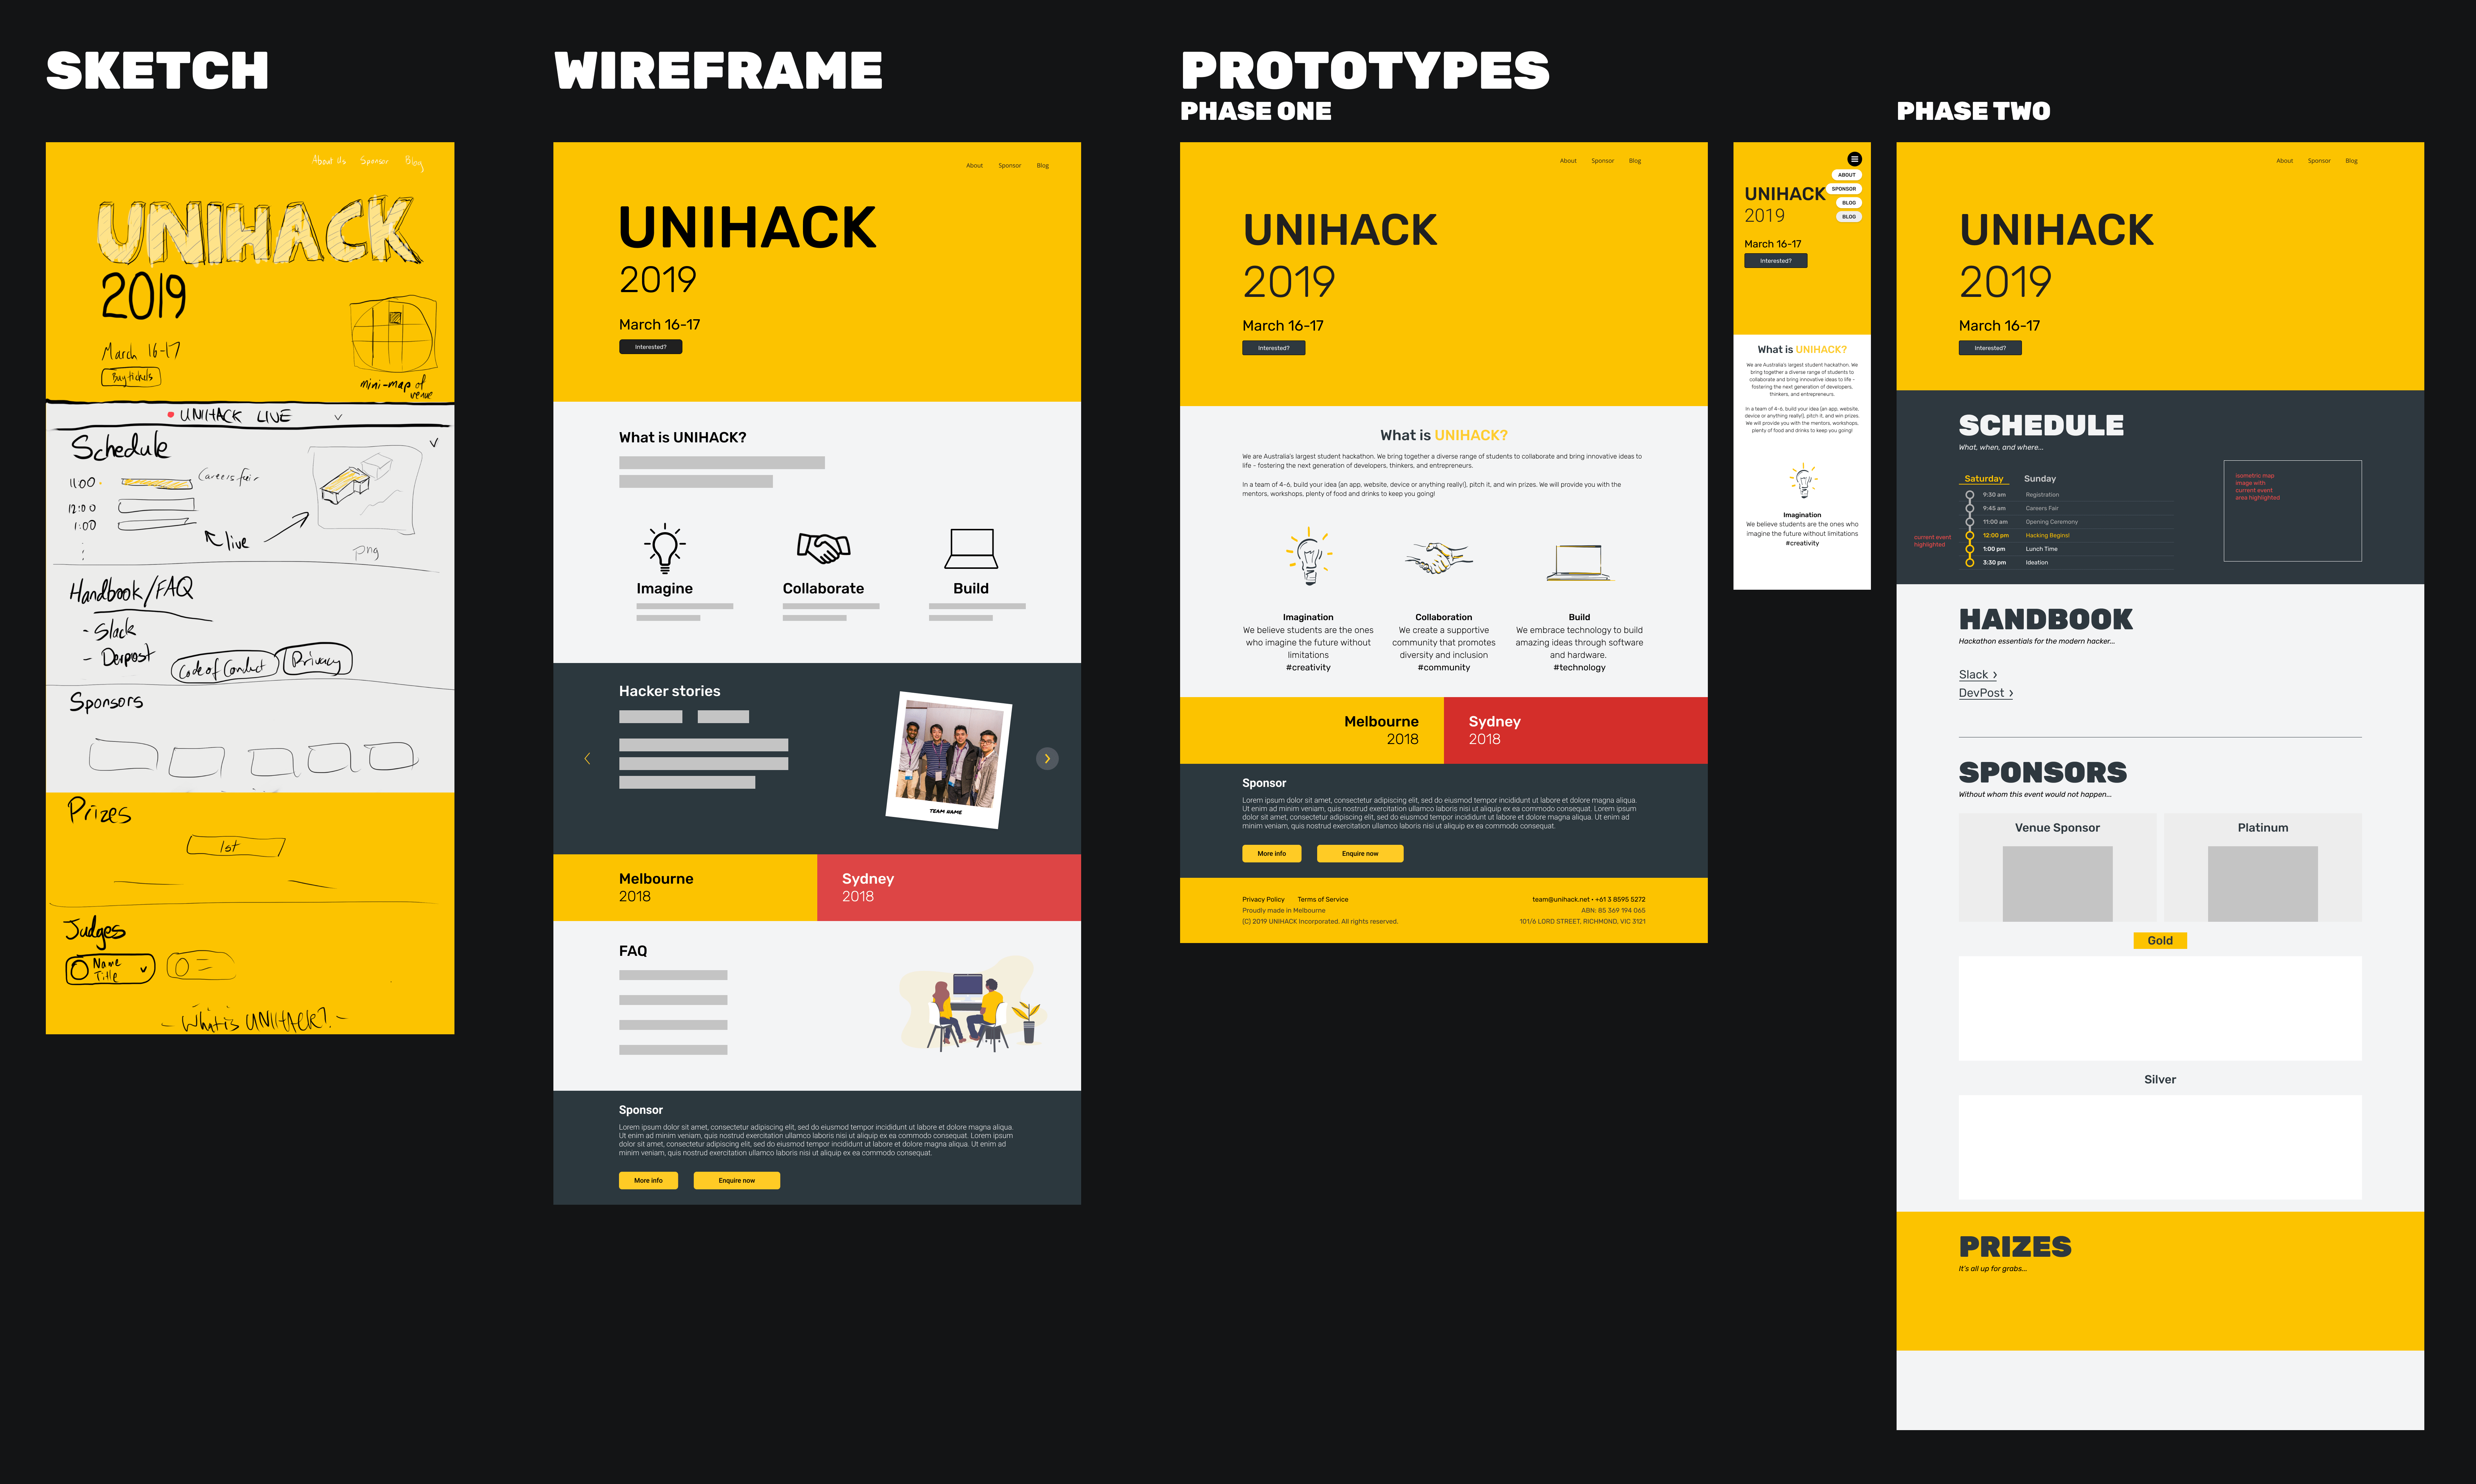 SKETCH
About Us Sponsor Blog
UNIHACK
2019
March 16-17
Buy tickets
mini-map of
venue
UNIHACK LIVE
Schedule
11:00
Careers fair
12:00
1:00
live
png
Handbook/FAQ
- Slack
- Devpost
Code of Conduct
Privacy
Sponsors
Prizes
1st
Judges
Name
Title
- What is UNIHACK? -
WIREFRAME
About Sponsor Blog
UNIHACK
2019
March 16-17
Interested?
What is UNIHACK?
Imagine
Collaborate
Build
Hacker stories
TEAM NAME
Melbourne
2018
Sydney
2018
FAQ
Sponsor
Lorem ipsum dolor sit amet, consectetur adipiscing elit, sed do eiusmod tempor incididunt ut labore et dolore magna aliqua.
Ut enim ad minim veniam, quis nostrud exercitation ullamco laboris nisi ut aliquip ex ea commodo consequat. Lorem ipsum
dolor sit amet, consectetur adipiscing elit, sed do eiusmod tempor incididunt ut labore et dolore magna aliqua. Ut enim ad
minim veniam, quis nostrud exercitation ullamco laboris nisi ut aliquip ex ea commodo consequat.
More info
Enquire now
PROTOTYPES
PHASE ONE
About Sponsor Blog
UNIHACK
2019
March 16-17
Interested?
What is UNIHACK?
We are Australia's largest student hackathon. We bring together a diverse range of students to collaborate and bring innovative ideas to
life - fostering the next generation of developers, thinkers, and entrepreneurs.
In a team of 4-6, build your idea (an app, website, device or anything really!), pitch it, and win prizes. We will provide you with the
mentors, workshops, plenty of food and drinks to keep you going!
Imagination
We believe students are the ones
who imagine the future without
limitations
#creativity
Collaboration
We create a supportive
community that promotes
diversity and inclusion
#community
Build
We embrace technology to build
amazing ideas through software
and hardware.
#technology
Melbourne
2018
Sydney
2018
Sponsor
Lorem ipsum dolor sit amet, consectetur adipiscing elit, sed do eiusmod tempor incididunt ut labore et dolore magna aliqua.
Ut enim ad minim veniam, quis nostrud exercitation ullamco laboris nisi ut aliquip ex ea commodo consequat. Lorem ipsum
dolor sit amet, consectetur adipiscing elit, sed do eiusmod tempor incididunt ut labore et dolore magna aliqua. Ut enim ad
minim veniam, quis nostrud exercitation ullamco laboris nisi ut aliquip ex ea commodo consequat.
More info
Enquire now
Privacy Policy Terms of Service
Proudly made in Melbourne
(C) 2019 UNIHACK Incorporated. All rights reserved.
team@unihack.net • +61 3 8595 5272
ABN: 85 369 194 065
101/6 LORD STREET, RICHMOND, VIC 3121
ABOUT
SPONSOR
BLOG
BLOG
UNIHACK
2019
March 16-17
Interested?
What is UNIHACK?
We are Australia's largest student hackathon. We
bring together a diverse range of students to
collaborate and bring innovative ideas to life -
fostering the next generation of developers,
thinkers, and entrepreneurs.
In a team of 4-6, build your idea (an app, website,
device or anything really!), pitch it, and win prizes.
We will provide you with the mentors, workshops,
plenty of food and drinks to keep you going!
Imagination
We believe students are the ones who
imagine the future without limitations
#creativity
PHASE TWO
About Sponsor Blog
UNIHACK
2019
March 16-17
Interested?
SCHEDULE
What, when, and where...
Saturday Sunday
9:30 am Registration
9:45 am Careers Fair
11:00 am Opening Ceremony
12:00 pm Hacking Begins!
1:00 pm Lunch Time
3:30 pm Ideation
current event
highlighted
Isometric map
image with
current event
area highlighted
HANDBOOK
Hackathon essentials for the modern hacker...
Slack ›
DevPost ›
SPONSORS
Without whom this event would not happen...
Venue Sponsor
Platinum
Gold
Silver
PRIZES
It's all up for grabs...